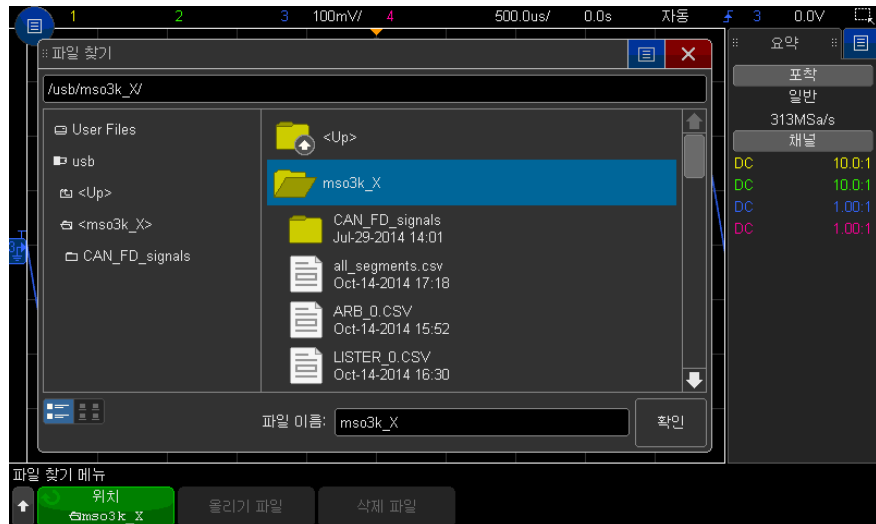 1 2 3 100mV/ 4 500.0us/ 0.0s 자동 3 0.0V
파일 찾기
요약
/usb/mso3k_X/
포착
일반
313MSa/s
채널
DC 10.0:1
DC 10.0:1
DC 1.00:1
DC 1.00:1
User Files
usb
<Up>
<mso3k_X>
CAN_FD_signals
<Up>
mso3k_X
CAN_FD_signals
Jul-29-2014 14:01
all_segments.csv
Oct-14-2014 17:18
ARB_0.CSV
Oct-14-2014 15:52
LISTER_0.CSV
Oct-14-2014 16:30
파일 이름: mso3k_X
확인
파일 찾기 메뉴
위치
mso3k_X
올리기 파일
삭제 파일